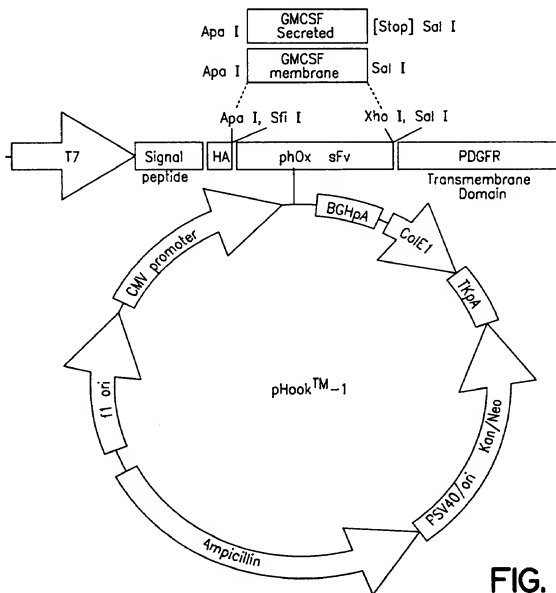 Apa I GMCSF Secreted [Stop] Sal I
Apa I GMCSF membrane Sal I
Apa I, Sfi I Xho I, Sal I
T7 Signal peptide HA phOx sFv PDGFR
Transmembrane Domain
BGHpA
ColE1
TKpA
CMV promoter
f1 ori
pHook™-1
PSV40/ori Kan/Neo
Ampicillin
FIG.